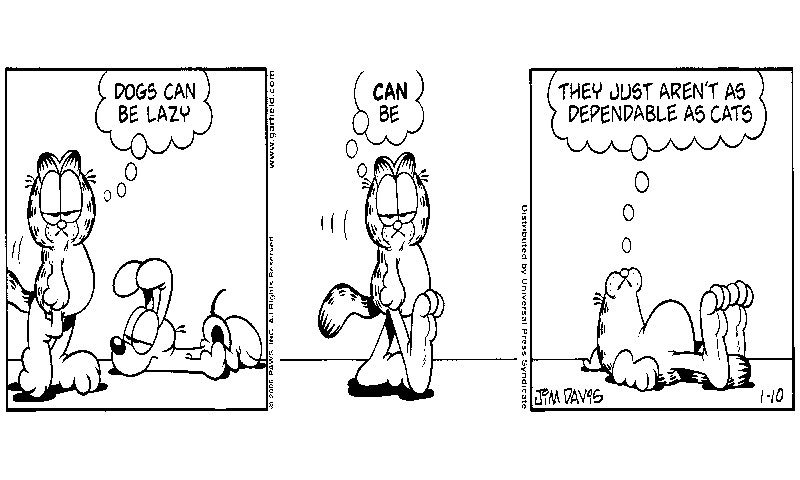 DOGS CAN
BE LAZY
www.garfield.com
© 2006 PAWS, INC. All Rights Reserved.
CAN
BE
Distributed by Universal Press Syndicate
THEY JUST AREN'T AS
DEPENDABLE AS CATS
JIM DAVIS
1-10